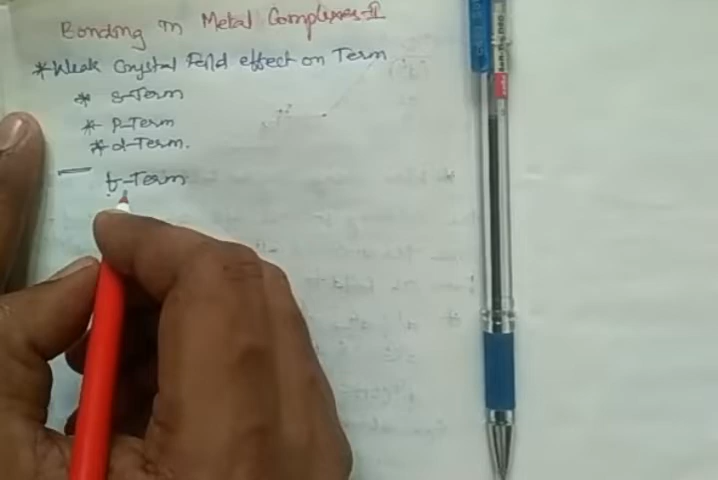 Bonding in Metal Complexes-II
* Weak Crystal Field effect on Term
* s-Term
* p-Term
* d-Term.
- f-Term